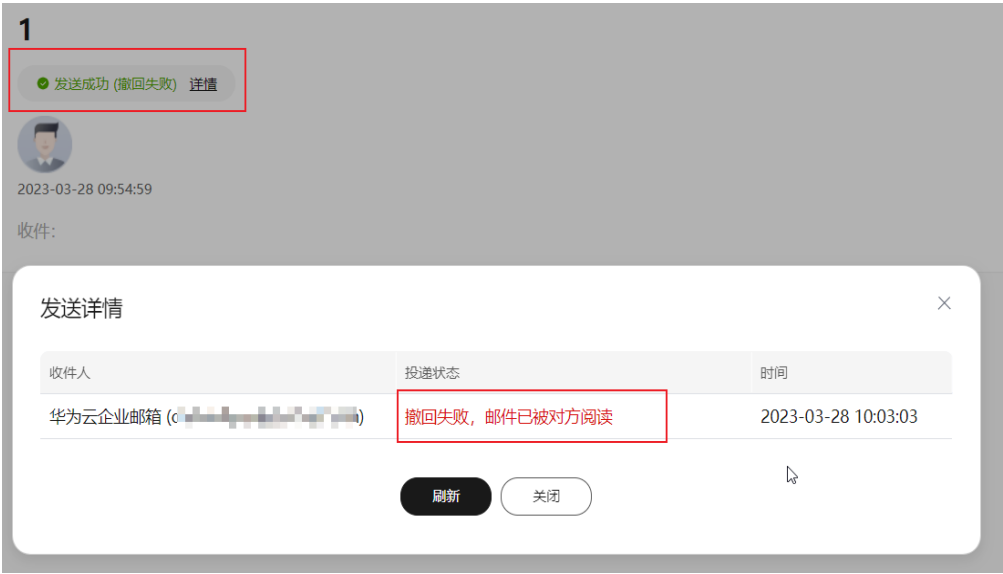 1
发送成功 (撤回失败) 详情
2023-03-28 09:54:59
收件:
发送详情
收件人 投递状态 时间
华为云企业邮箱 ( ) 撤回失败，邮件已被对方阅读 2023-03-28 10:03:03
刷新 关闭